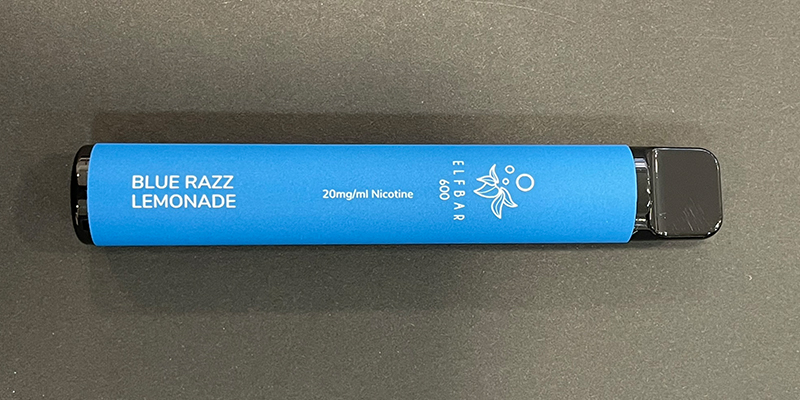 BLUE RAZZ
LEMONADE
20mg/ml Nicotine
ELFBAR
600